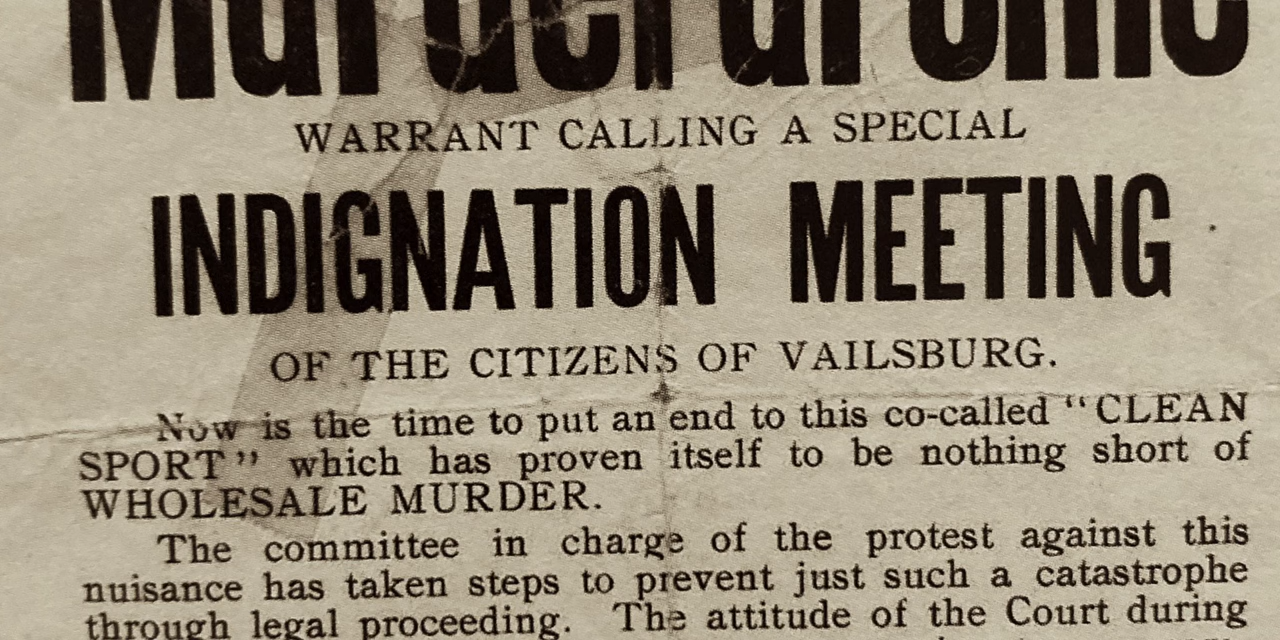 Murderdrome
WARRANT CALLING A SPECIAL
INDIGNATION MEETING
OF THE CITIZENS OF VAILSBURG.
Now is the time to put an end to this co-called “CLEAN
SPORT” which has proven itself to be nothing short of
WHOLESALE MURDER.
The committee in charge of the protest against this
nuisance has taken steps to prevent just such a catastrophe
through legal proceeding. The attitude of the Court during